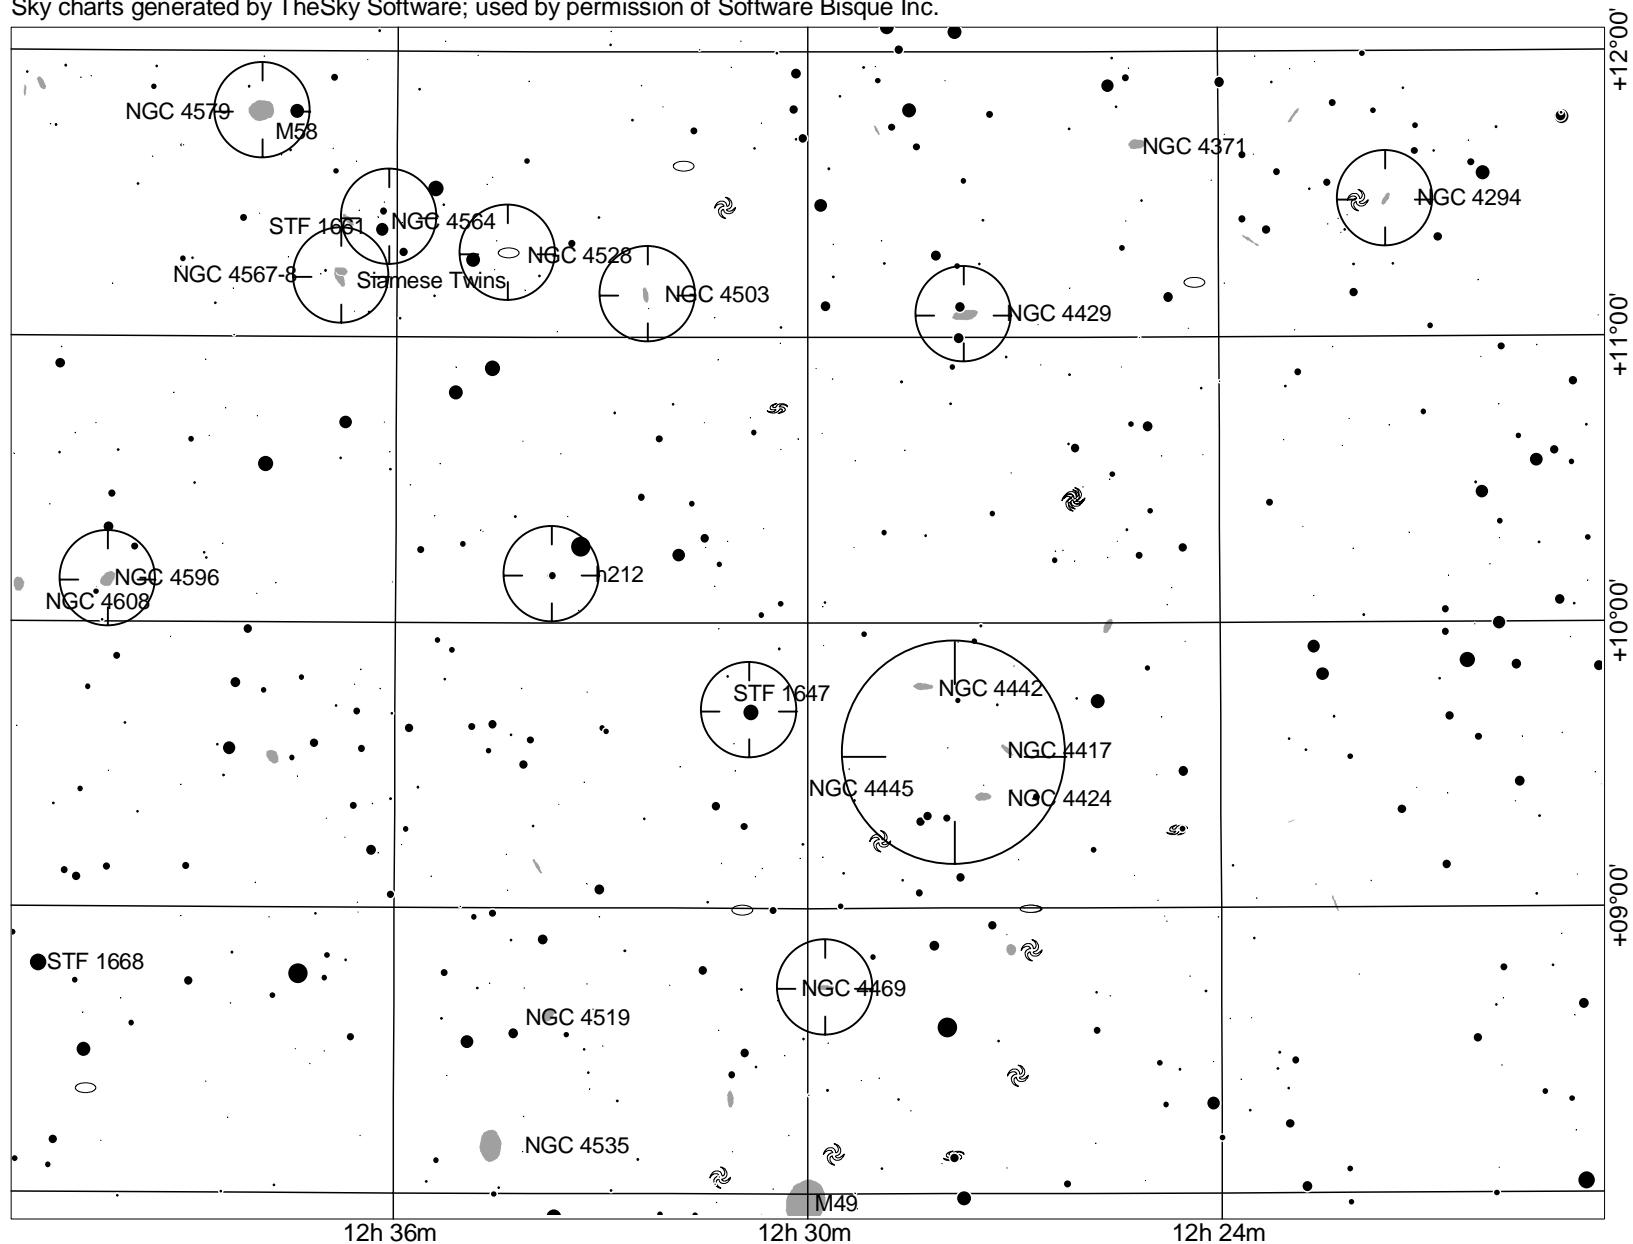 Sky charts generated by TheSky Software; used by permission of Software Bisque Inc.
+12°00'
NGC 4579
M58
NGC 4371
NGC 4294
STF 1661
NGC 4564
NGC 4528
NGC 4567-8
Siamese Twins
NGC 4503
NGC 4429
+11°00'
NGC 4596
NGC 4608
h212
+10°00'
STF 1647
NGC 4442
NGC 4417
NGC 4445
NGC 4424
+09°00'
STF 1668
NGC 4469
NGC 4519
NGC 4535
M49
12h 36m
12h 30m
12h 24m